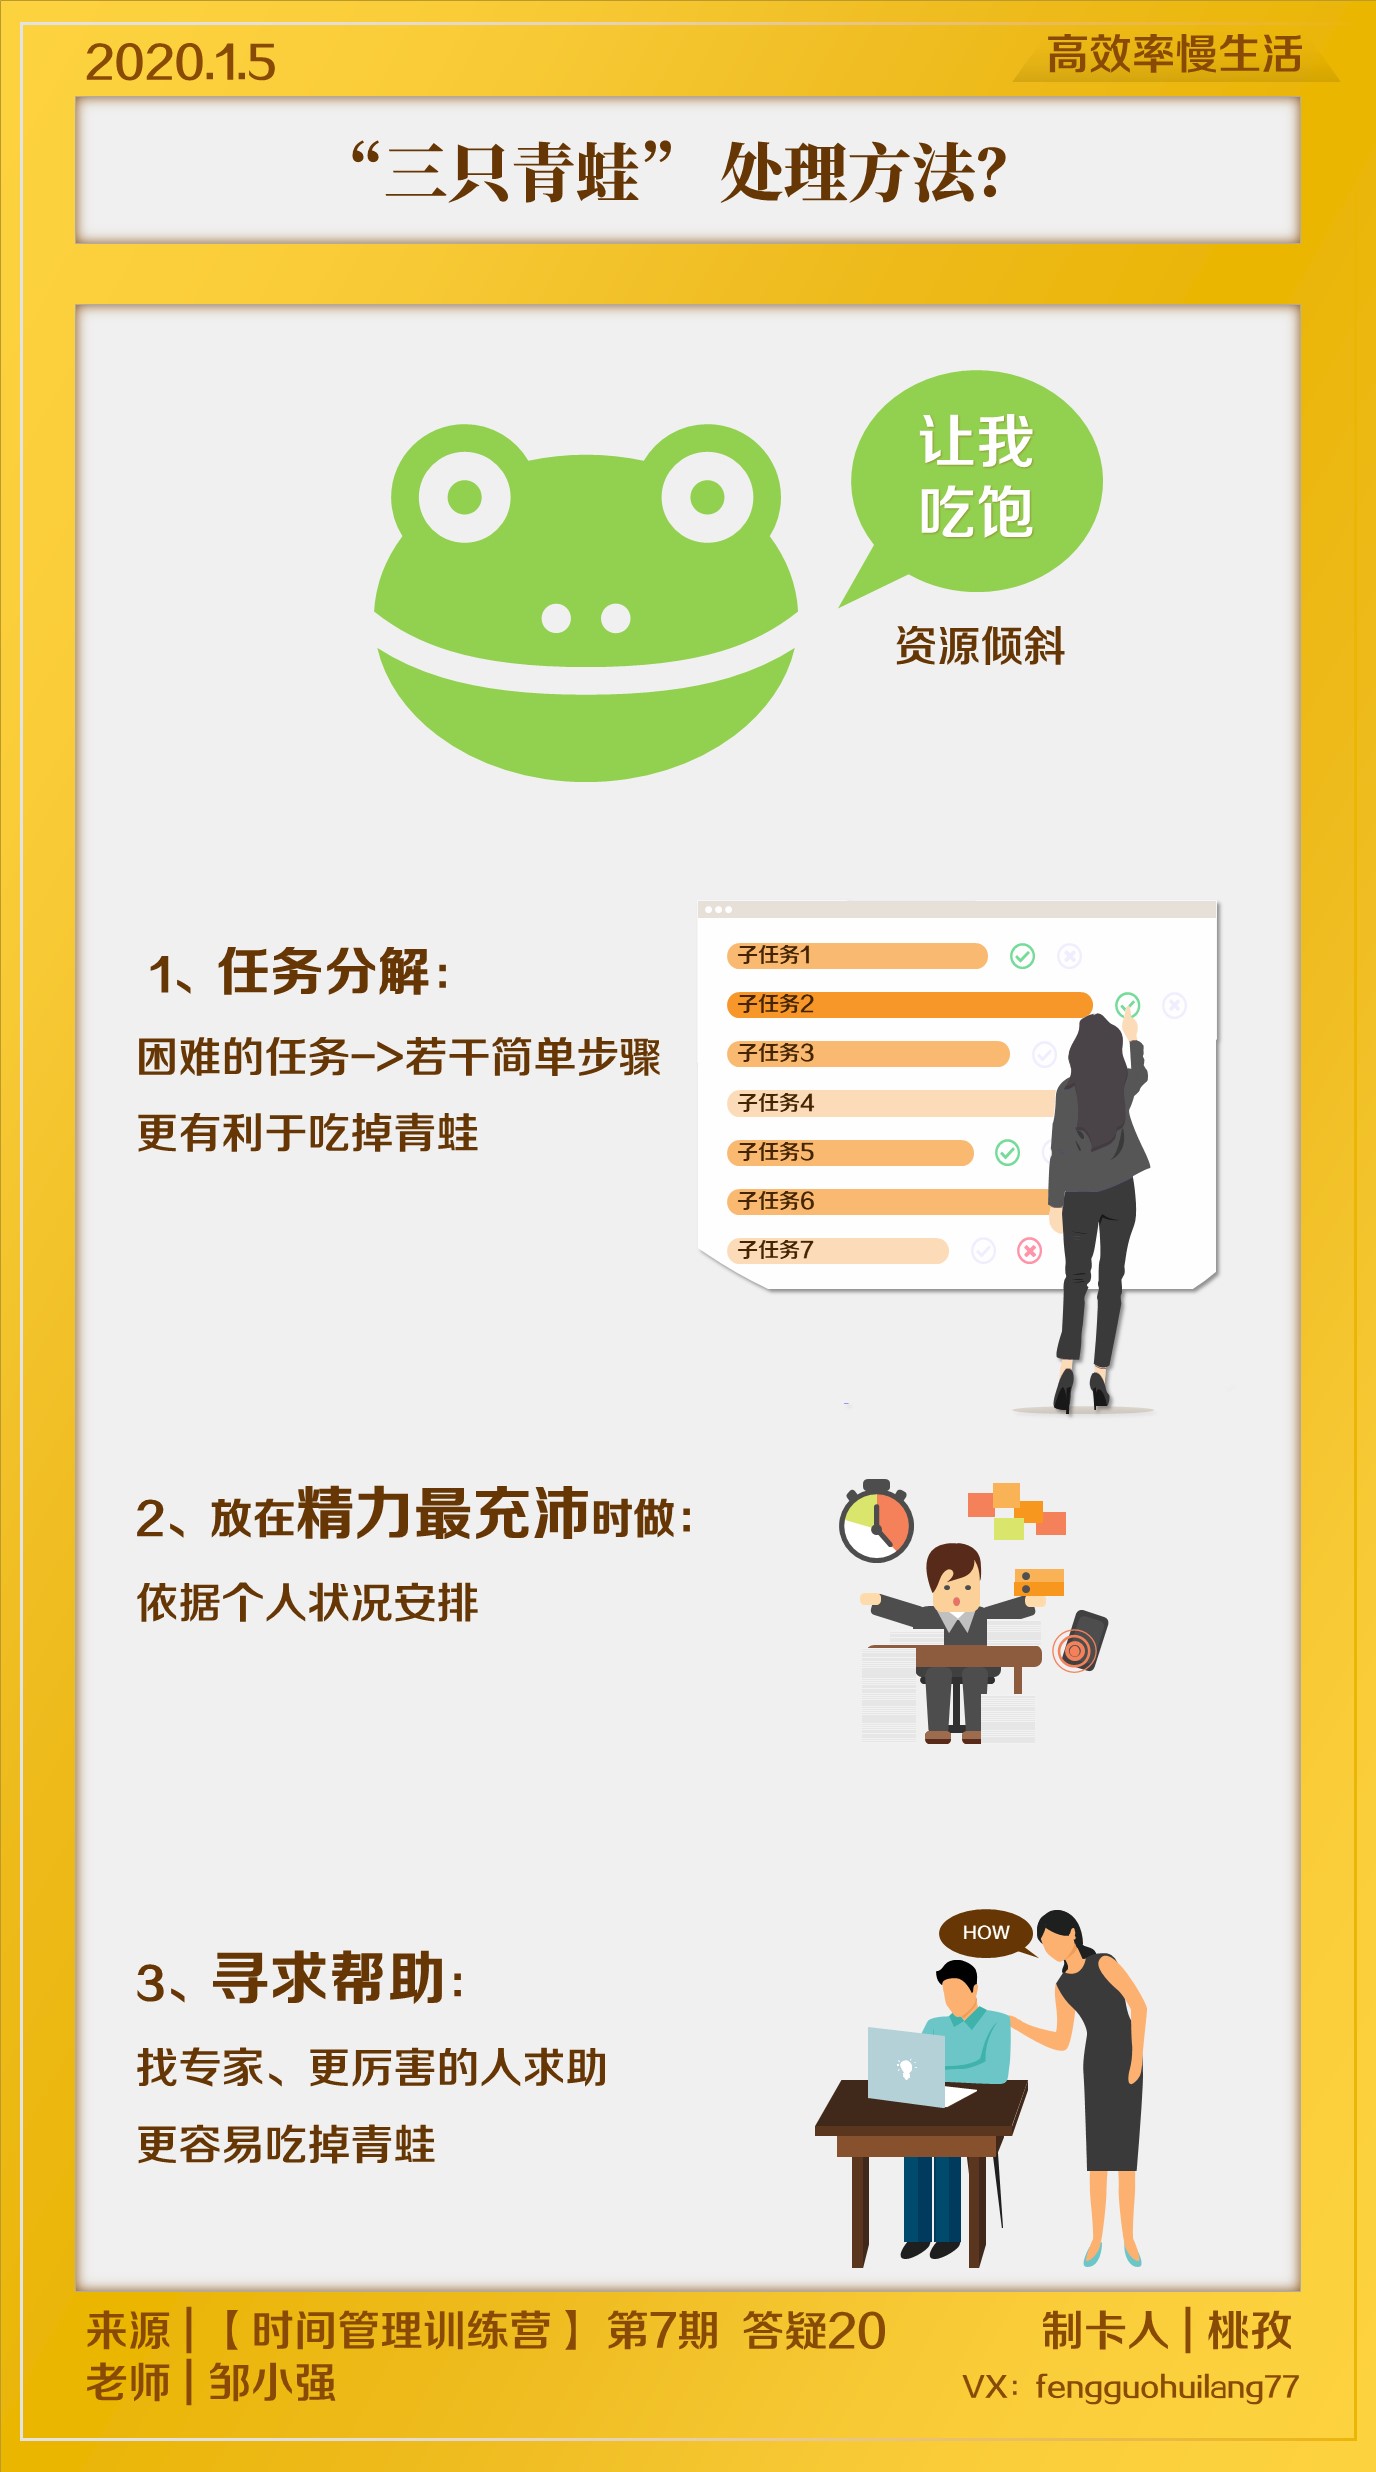 2020.1.5
高效率慢生活
“三只青蛙” 处理方法？
让我
吃饱
资源倾斜
1、任务分解：
困难的任务->若干简单步骤
更有利于吃掉青蛙
子任务1
子任务2
子任务3
子任务4
子任务5
子任务6
子任务7
2、放在精力最充沛时做：
依据个人状况安排
HOW
3、寻求帮助：
找专家、更厉害的人求助
更容易吃掉青蛙
来源|【时间管理训练营】第7期 答疑20
老师|邹小强
制卡人|桃孜
VX：fengguohuilang77